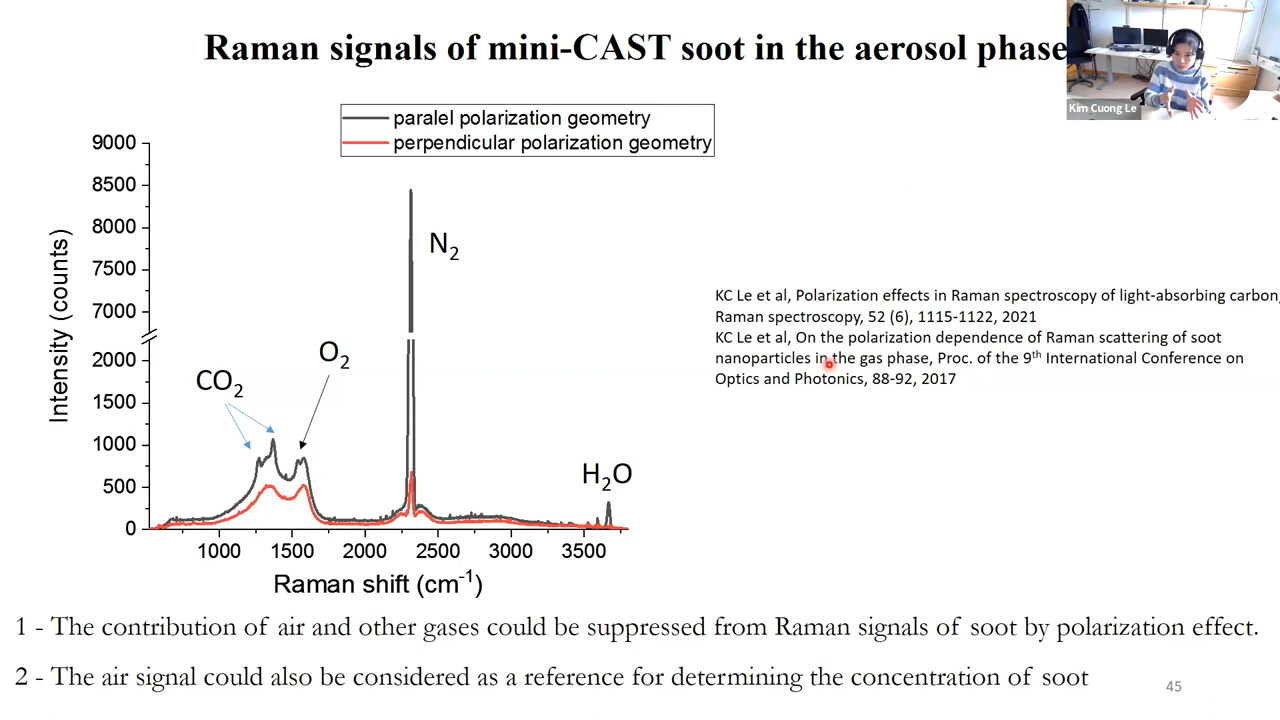 Raman signals of mini-CAST soot in the aerosol phase
Kim Cuong Le
paralel polarization geometry
perpendicular polarization geometry
9000
8500
8000
7500
7000
2000
1500
1000
500
0
Intensity (counts)
N₂
O₂
CO₂
H₂O
1000 1500 2000 2500 3000 3500
Raman shift (cm⁻¹)
KC Le et al, Polarization effects in Raman spectroscopy of light-absorbing carbon,
Raman spectroscopy, 52 (6), 1115-1122, 2021
KC Le et al, On the polarization dependence of Raman scattering of soot
nanoparticles in the gas phase, Proc. of the 9ᵗʰ International Conference on
Optics and Photonics, 88-92, 2017
1 - The contribution of air and other gases could be suppressed from Raman signals of soot by polarization effect.
2 - The air signal could also be considered as a reference for determining the concentration of soot
45